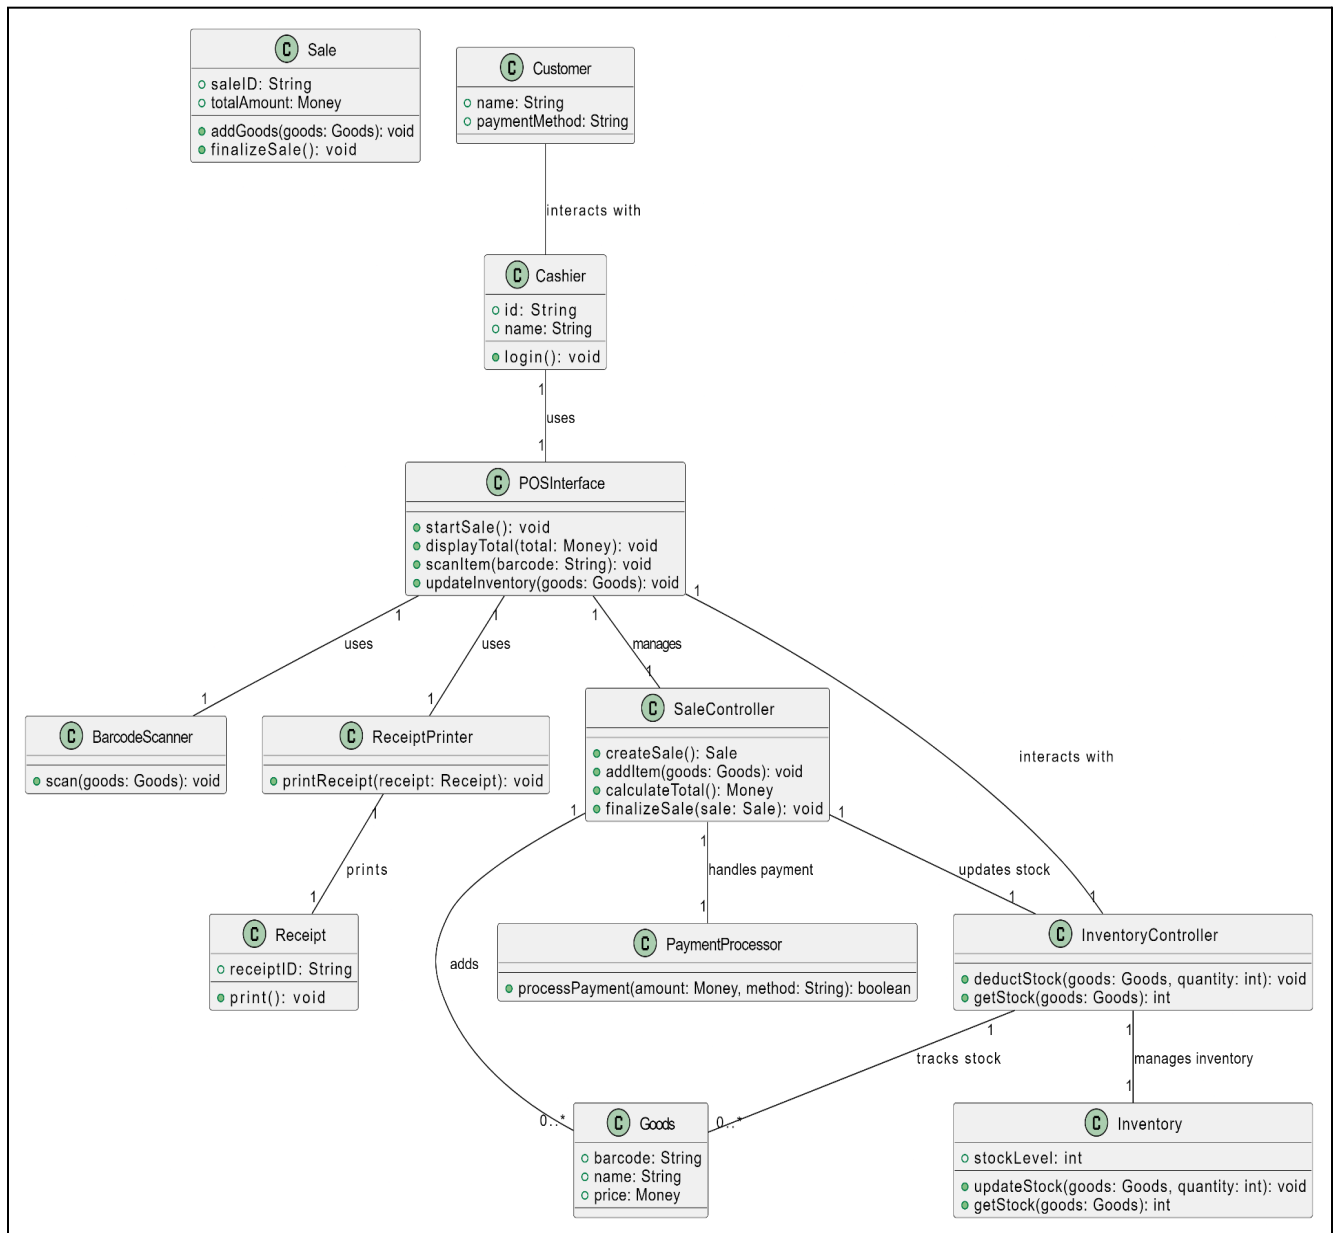 C Sale
saleID: String
totalAmount: Money
addGoods(goods: Goods): void
finalizeSale(): void
C Customer
name: String
paymentMethod: String
interacts with
C Cashier
id: String
name: String
login(): void
1
uses
1
C POSInterface
startSale(): void
displayTotal(total: Money): void
scanItem(barcode: String): void
updateInventory(goods: Goods): void
1 1 1 1
uses uses manages
1 1 1
interacts with
C BarcodeScanner
scan(goods: Goods): void
C ReceiptPrinter
printReceipt(receipt: Receipt): void
C SaleController
createSale(): Sale
addItem(goods: Goods): void
calculateTotal(): Money
finalizeSale(sale: Sale): void
1 1 1 1
prints handles payment updates stock
1 1 1 1
C Receipt
receiptID: String
print(): void
adds
C PaymentProcessor
processPayment(amount: Money, method: String): boolean
C InventoryController
deductStock(goods: Goods, quantity: int): void
getStock(goods: Goods): int
1 1
tracks stock manages inventory
0..* 0..* 1
C Goods
barcode: String
name: String
price: Money
C Inventory
stockLevel: int
updateStock(goods: Goods, quantity: int): void
getStock(goods: Goods): int